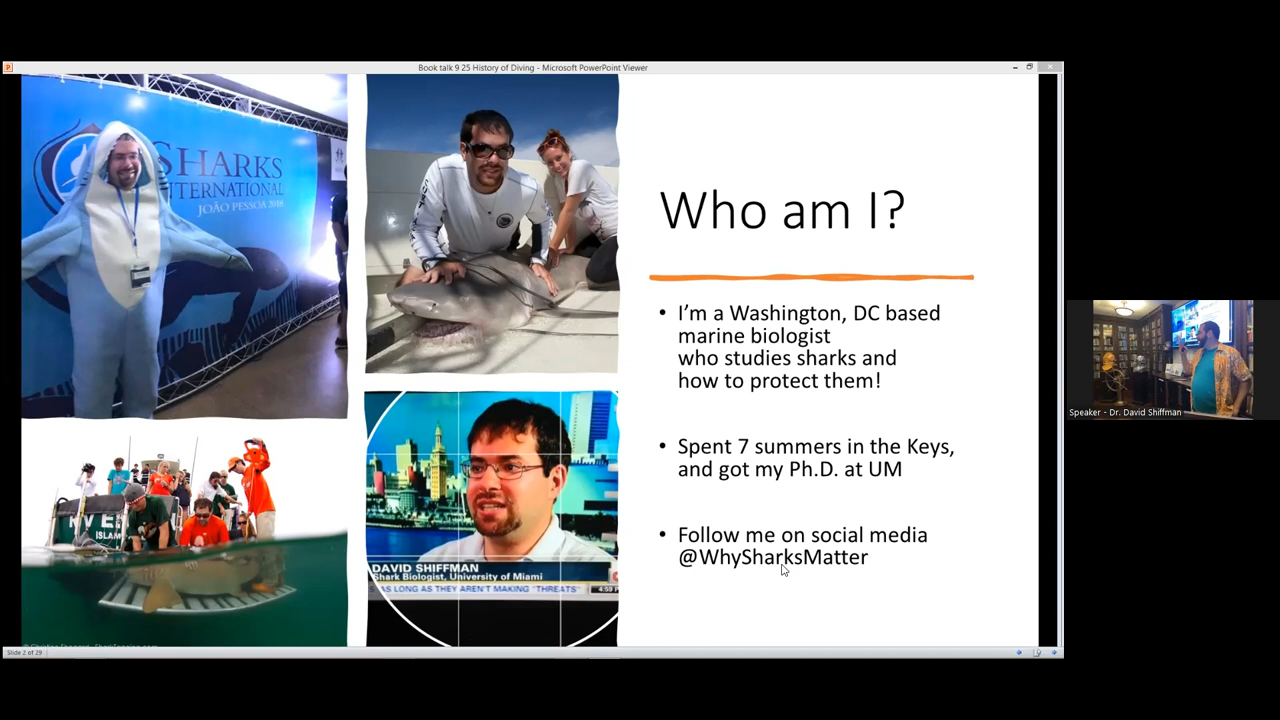 Book talk 9 25 History of Diving - Microsoft PowerPoint Viewer
SHARKS
INTERNATIONAL
JOÃO PESSOA 2018
Who am I?
• I'm a Washington, DC based
marine biologist
who studies sharks and
how to protect them!
• Spent 7 summers in the Keys,
and got my Ph.D. at UM
• Follow me on social media
@WhySharksMatter
DAVID SHIFFMAN
Shark Biologist, University of Miami
AS LONG AS THEY AREN'T MAKING "THREATS"
4:59
ISLAM
Speaker - Dr. David Shiffman
Slide 2 of 29